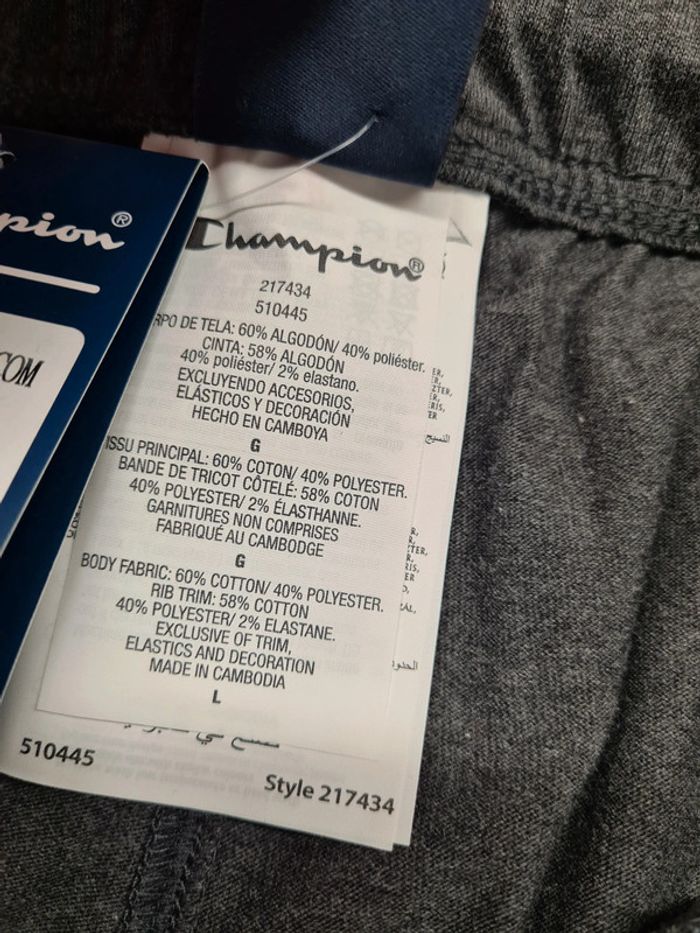 pion®
COM
Champion®
217434
510445
RPO DE TELA: 60% ALGODÓN/ 40% poliéster.
CINTA: 58% ALGODÓN
40% poliéster/ 2% elastano.
EXCLUYENDO ACCESORIOS,
ELÁSTICOS Y DECORACIÓN
HECHO EN CAMBOYA
G
ISSU PRINCIPAL: 60% COTON/ 40% POLYESTER.
BANDE DE TRICOT CÔTELÉ: 58% COTON
40% POLYESTER/ 2% ÉLASTHANNE.
GARNITURES NON COMPRISES
FABRIQUÉ AU CAMBODGE
G
BODY FABRIC: 60% COTTON/ 40% POLYESTER.
RIB TRIM: 58% COTTON
40% POLYESTER/ 2% ELASTANE.
EXCLUSIVE OF TRIM,
ELASTICS AND DECORATION
MADE IN CAMBODIA
L
510445
Style 217434